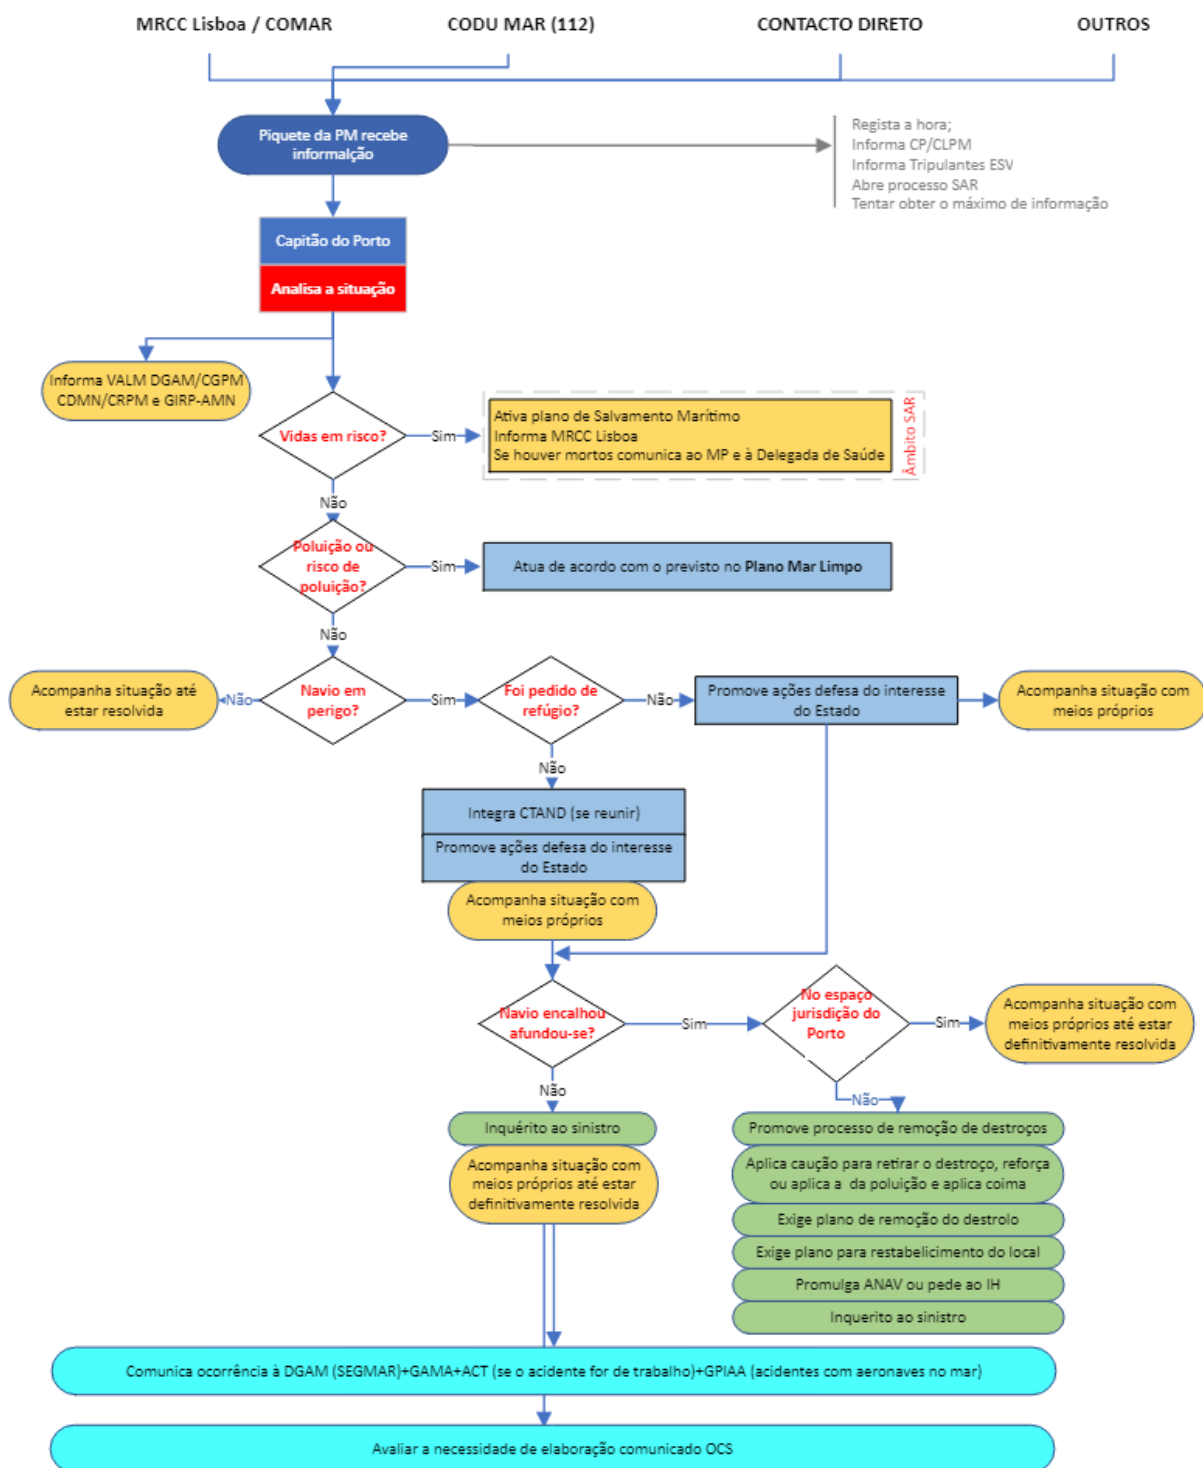 MRCC Lisboa / COMAR
CODU MAR (112)
CONTACTO DIRETO
OUTROS
Piquete da PM recebe
informalção
Regista a hora;
Informa CP/CLPM
Informa Tripulantes ESV
Abre processo SAR
Tentar obter o máximo de informação
Capitão do Porto
Analisa a situação
Informa VALM DGAM/CGPM
CDMN/CRPM e GIRP-AMN
Vidas em risco?
Sim
Ativa plano de Salvamento Marítimo
Informa MRCC Lisboa
Se houver mortos comunica ao MP e à Delegada de Saúde
Âmbito SAR
Não
Poluição ou
risco de
poluição?
Sim
Atua de acordo com o previsto no Plano Mar Limpo
Não
Acompanha situação até
estar resolvida
Não
Navio em
perigo?
Sim
Foi pedido de
refúgio?
Não
Promove ações defesa do interesse
do Estado
Acompanha situação com
meios próprios
Não
Integra CTAND (se reunir)
Promove ações defesa do interesse
do Estado
Acompanha situação com
meios próprios
Navio encalhou
afundou-se?
Sim
No espaço
jurisdição do
Porto
Sim
Acompanha situação com
meios próprios até estar
definitivamente resolvida
Não
Não
Inquérito ao sinistro
Acompanha situação com
meios próprios até estar
definitivamente resolvida
Promove processo de remoção de destroços
Aplica caução para retirar o destroço, reforça
ou aplica a  da poluição e aplica coima
Exige plano de remoção do destrolo
Exige plano para restabelicimento do local
Promulga ANAV ou pede ao IH
Inquerito ao sinistro
Comunica ocorrência à DGAM (SEGMAR)+GAMA+ACT (se o acidente for de trabalho)+GPIAA (acidentes com aeronaves no mar)
Avaliar a necessidade de elaboração comunicado OCS